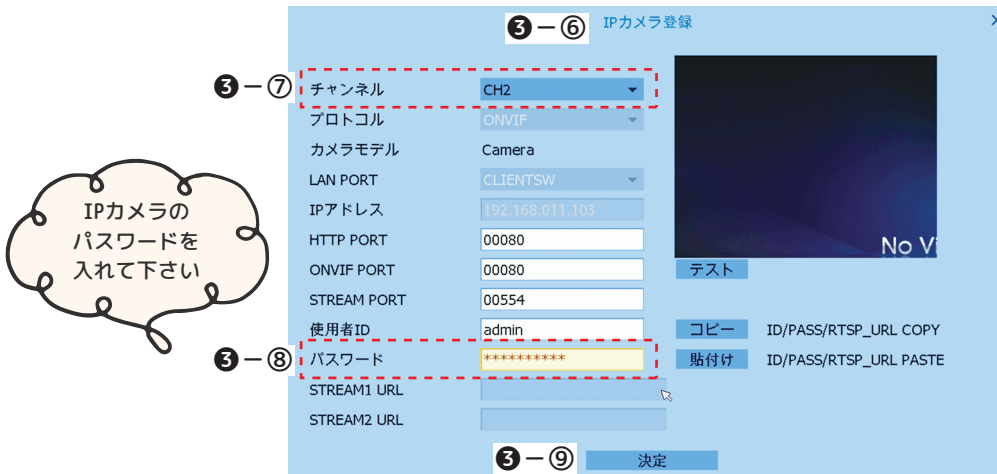 ❸ー⑥ IPカメラ登録
❸ー⑦ チャンネル CH2
プロトコル ONVIF
カメラモデル Camera
LAN PORT CLIENTSW
IPアドレス 192.168.011.103
HTTP PORT 00080
ONVIF PORT 00080 テスト
STREAM PORT 00554
使用者ID admin コピー ID/PASS/RTSP_URL COPY
❸ー⑧ パスワード ********** 貼付け ID/PASS/RTSP_URL PASTE
STREAM1 URL
STREAM2 URL
❸ー⑨ 決定
No Vi
IPカメラの
パスワードを
入れて下さい